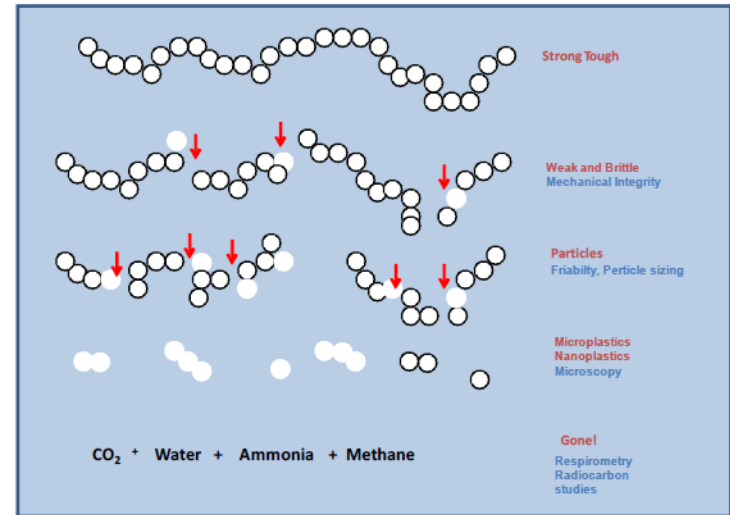 Strong Tough
Weak and Brittle
Mechanical Integrity
Particles
Friabilty, Perticle sizing
Microplastics
Nanoplastics
Microscopy
CO₂ + Water + Ammonia + Methane
Gone!
Respirometry
Radiocarbon
studies